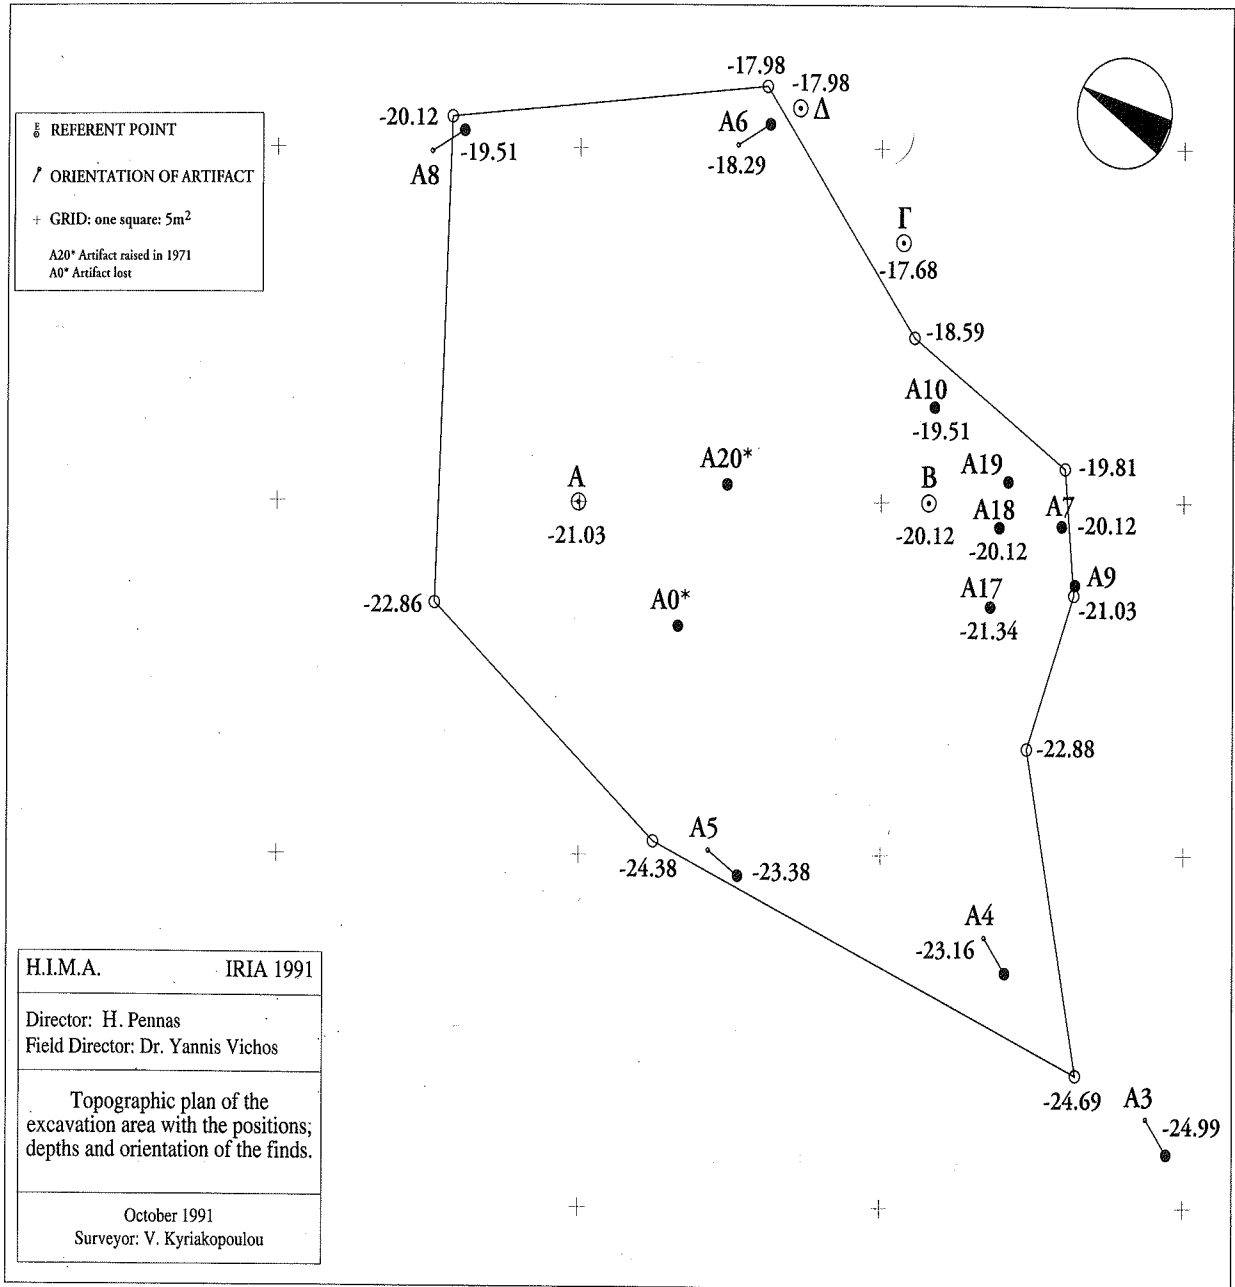 -17.98
-17.98
Δ
-20.12
A6
-19.51
-18.29
A8
REFERENT POINT
ORIENTATION OF ARTIFACT
+ GRID: one square: 5m²
A20* Artifact raised in 1971
A0* Artifact lost
Γ
-17.68
-18.59
A10
-19.51
A20*
A19
-19.81
A
B
A18
A7
-21.03
-20.12
-20.12
-20.12
A9
-22.86
A0*
A17
-21.03
-21.34
-22.88
A5
-24.38
-23.38
A4
-23.16
-24.69
A3
-24.99
H.I.M.A. IRIA 1991
Director: H. Pennas
Field Director: Dr. Yannis Vichos
Topographic plan of the
excavation area with the positions,
depths and orientation of the finds.
October 1991
Surveyor: V. Kyriakopoulou